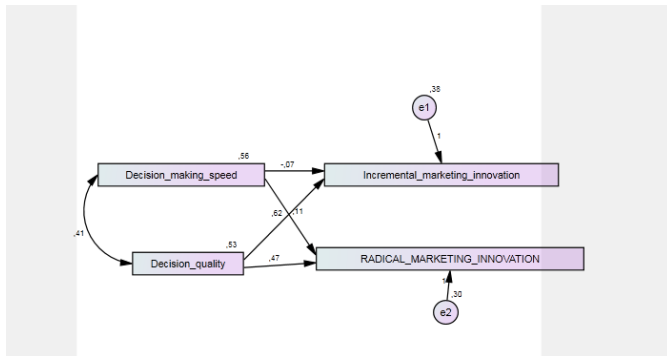 ,38
e1
1
,56
Decision_making_speed
-,07
Incremental_marketing_innovation
,62
,11
,41
,53
Decision_quality
,47
RADICAL_MARKETING_INNOVATION
1
,30
e2